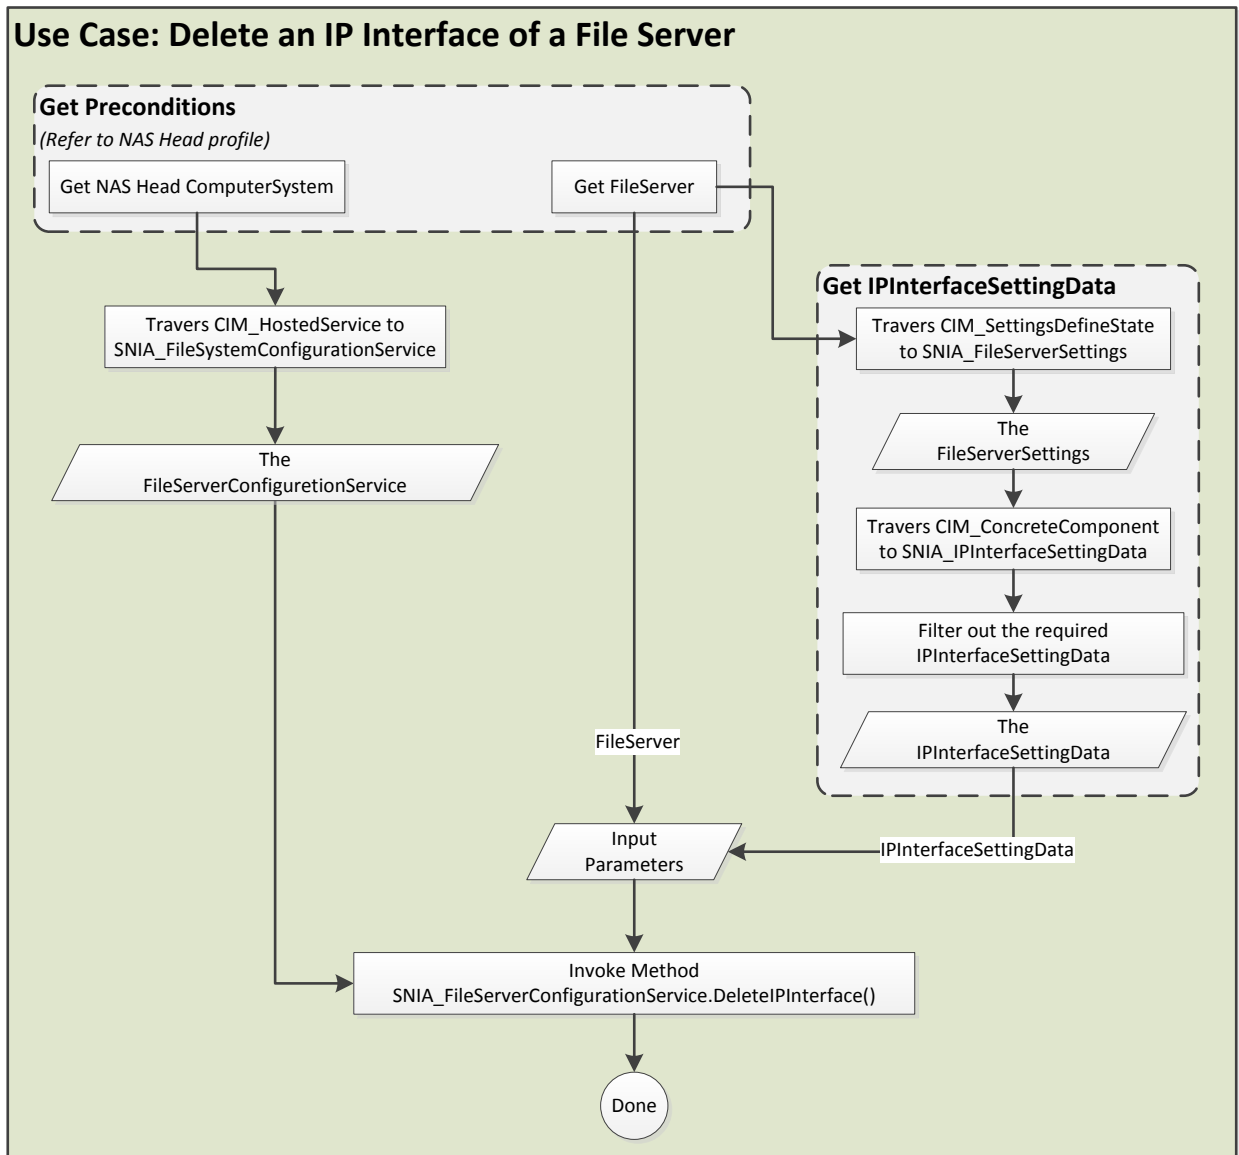 Use Case: Delete an IP Interface of a File Server
Get Preconditions
(Refer to NAS Head profile)
Get NAS Head ComputerSystem
Get FileServer
Get IPInterfaceSettingData
Travers CIM_HostedService to
SNIA_FileSystemConfigurationService
Travers CIM_SettingsDefineState
to SNIA_FileServerSettings
The
FileServerSettings
The
FileServerConfiguretionService
Travers CIM_ConcreteComponent
to SNIA_IPInterfaceSettingData
Filter out the required
IPInterfaceSettingData
The
IPInterfaceSettingData
FileServer
Input
Parameters
IPInterfaceSettingData
Invoke Method
SNIA_FileServerConfigurationService.DeleteIPInterface()
Done